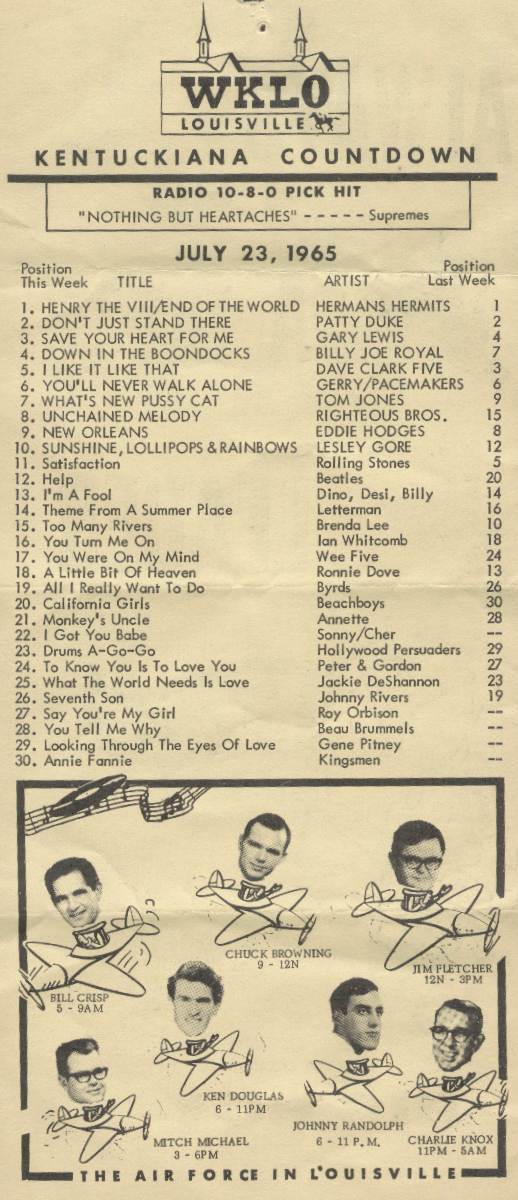 WKLO
LOUISVILLE
KENTUCKIANA COUNTDOWN
RADIO 10-8-0 PICK HIT
"NOTHING BUT HEARTACHES" - - - - - Supremes
JULY 23, 1965
Position This Week TITLE ARTIST Position Last Week
1. HENRY THE VIII/END OF THE WORLD HERMANS HERMITS 1
2. DON'T JUST STAND THERE PATTY DUKE 2
3. SAVE YOUR HEART FOR ME GARY LEWIS 4
4. DOWN IN THE BOONDOCKS BILLY JOE ROYAL 7
5. I LIKE IT LIKE THAT DAVE CLARK FIVE 3
6. YOU'LL NEVER WALK ALONE GERRY/PACEMAKERS 6
7. WHAT'S NEW PUSSY CAT TOM JONES 9
8. UNCHAINED MELODY RIGHTEOUS BROS. 15
9. NEW ORLEANS EDDIE HODGES 8
10. SUNSHINE, LOLLIPOPS & RAINBOWS LESLEY GORE 12
11. Satisfaction Rolling Stones 5
12. Help Beatles 20
13. I'm A Fool Dino, Desi, Billy 14
14. Theme From A Summer Place Letterman 16
15. Too Many Rivers Brenda Lee 10
16. You Turn Me On Ian Whitcomb 18
17. You Were On My Mind Wee Five 24
18. A Little Bit Of Heaven Ronnie Dove 13
19. All I Really Want To Do Byrds 26
20. California Girls Beachboys 30
21. Monkey's Uncle Annette 28
22. I Got You Babe Sonny/Cher --
23. Drums A-Go-Go Hollywood Persuaders 29
24. To Know You Is To Love You Peter & Gordon 27
25. What The World Needs Is Love Jackie DeShannon 23
26. Seventh Son Johnny Rivers 19
27. Say You're My Girl Roy Orbison --
28. You Tell Me Why Beau Brummels --
29. Looking Through The Eyes Of Love Gene Pitney --
30. Annie Fannie Kingsmen --
CHUCK BROWNING
9 - 12N
JIM FLETCHER
12N - 3PM
BILL CRISP
5 - 9AM
KEN DOUGLAS
6 - 11PM
JOHNNY RANDOLPH
6 - 11 P.M.
CHARLIE KNOX
11PM - 5AM
MITCH MICHAEL
3 - 6PM
THE AIR FORCE IN L'OUISVILLE